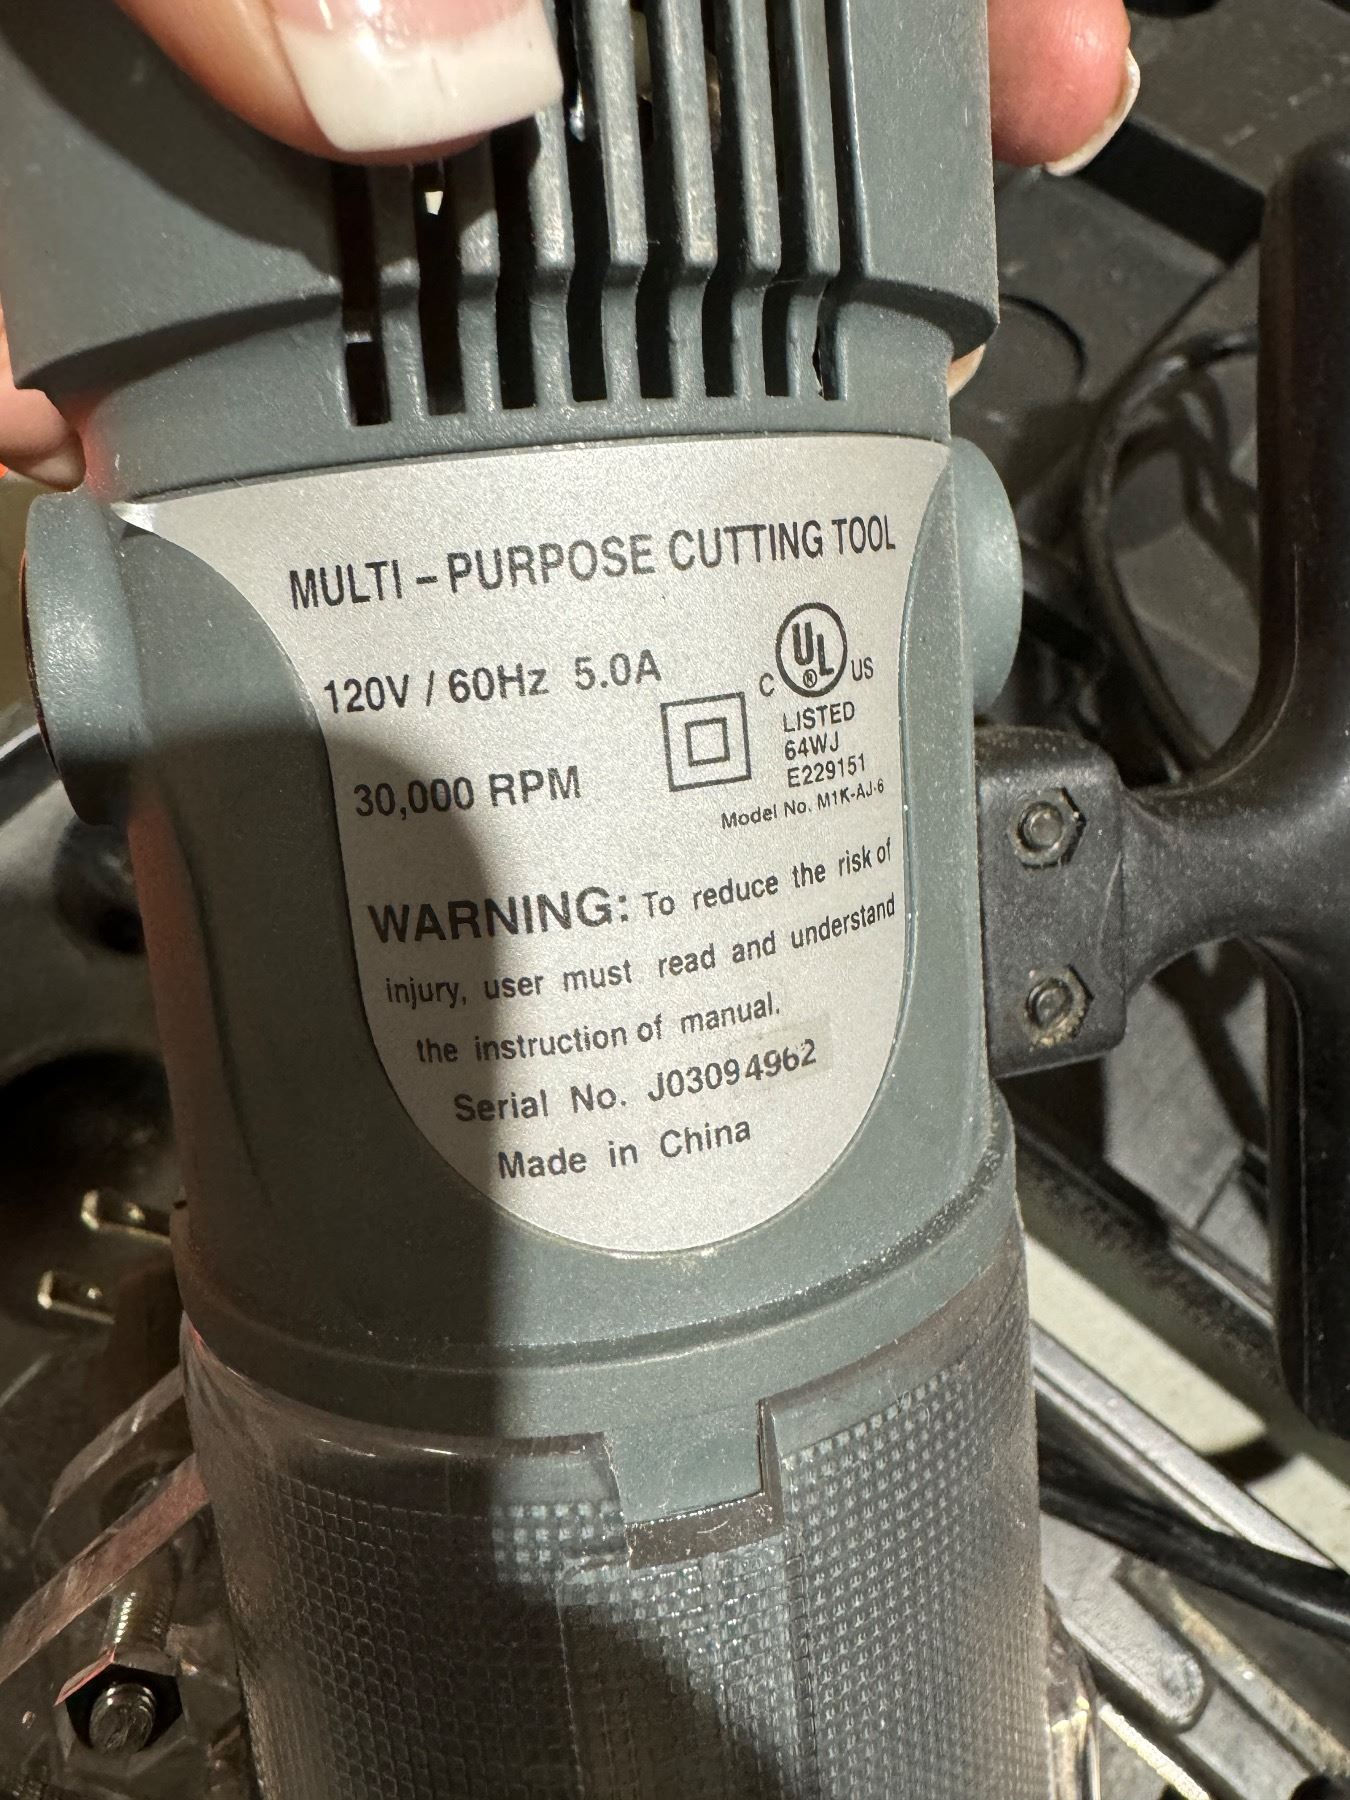 MULTI – PURPOSE CUTTING TOOL
120V / 60Hz 5.0A
C UL ® US
LISTED
64WJ
E229151
30,000 RPM
Model No. M1K-AJ-6
WARNING: To reduce the risk of
injury, user must read and understand
the instruction of manual.
Serial No. J03094962
Made in China